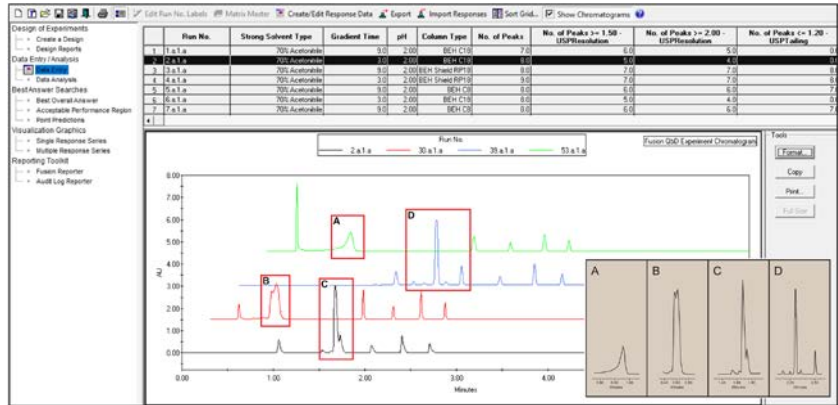 Edit Run No. Labels Matrix Master Create/Edit Response Data Export Import Responses Sort Grid... Show Chromatograms
Design of Experiments
Create a Design
Design Reports
Data Entry / Analysis
Data Entry
Data Analysis
BestAnswer Searches
Best Overall Answer
Acceptable Performance Region
Point Predictions
Visualization Graphics
Single Response Series
Multiple Response Series
Reporting Toolkit
Fusion Reporter
Audit Log Reporter
Run No. Strong Solvent Type Gradient Time pH Column Type No. of Peaks No. of Peaks >= 1.50 - USPResolution No. of Peaks >= 2.00 - USPResolution No. of Peaks <= 1.20 - USPTailing
1 1.a.1.a 70% Acetonitrile 9.0 2.00 BEH C18 7.0 6.0 5.0
2 2.a.1.a 70% Acetonitrile 9.0 2.00 BEH C18 8.0 5.0 4.0
3 3.a.1.a 70% Acetonitrile 9.0 2.00 BEH Shield RP18 8.0 7.0 7.0
4 4.a.1.a 70% Acetonitrile 9.0 2.00 BEH Shield RP18 9.0 7.0
5 5.a.1.a 70% Acetonitrile 9.0 2.00 BEH C8 6.0 6.0
6 6.a.1.a 70% Acetonitrile 9.0 2.00 BEH C18 5.0 4.0
7 7.a.1.a 70% Acetonitrile 9.0 2.00 BEH C8 6.0 6.0
Run No.
2.a.1.a 30.a.1.a 39.a.1.a 53.a.1.a
Fusion QbD Experiment Chromatogram
Tools
Format...
Copy
Print...
Full Size
8.00
7.00
6.00
5.00
4.00
3.00
2.00
1.00
0.00
AU
A
B
C
D
0.00 1.00 2.00 3.00 4.00
Minutes
A B C D
Minutes Minutes Minutes Minutes